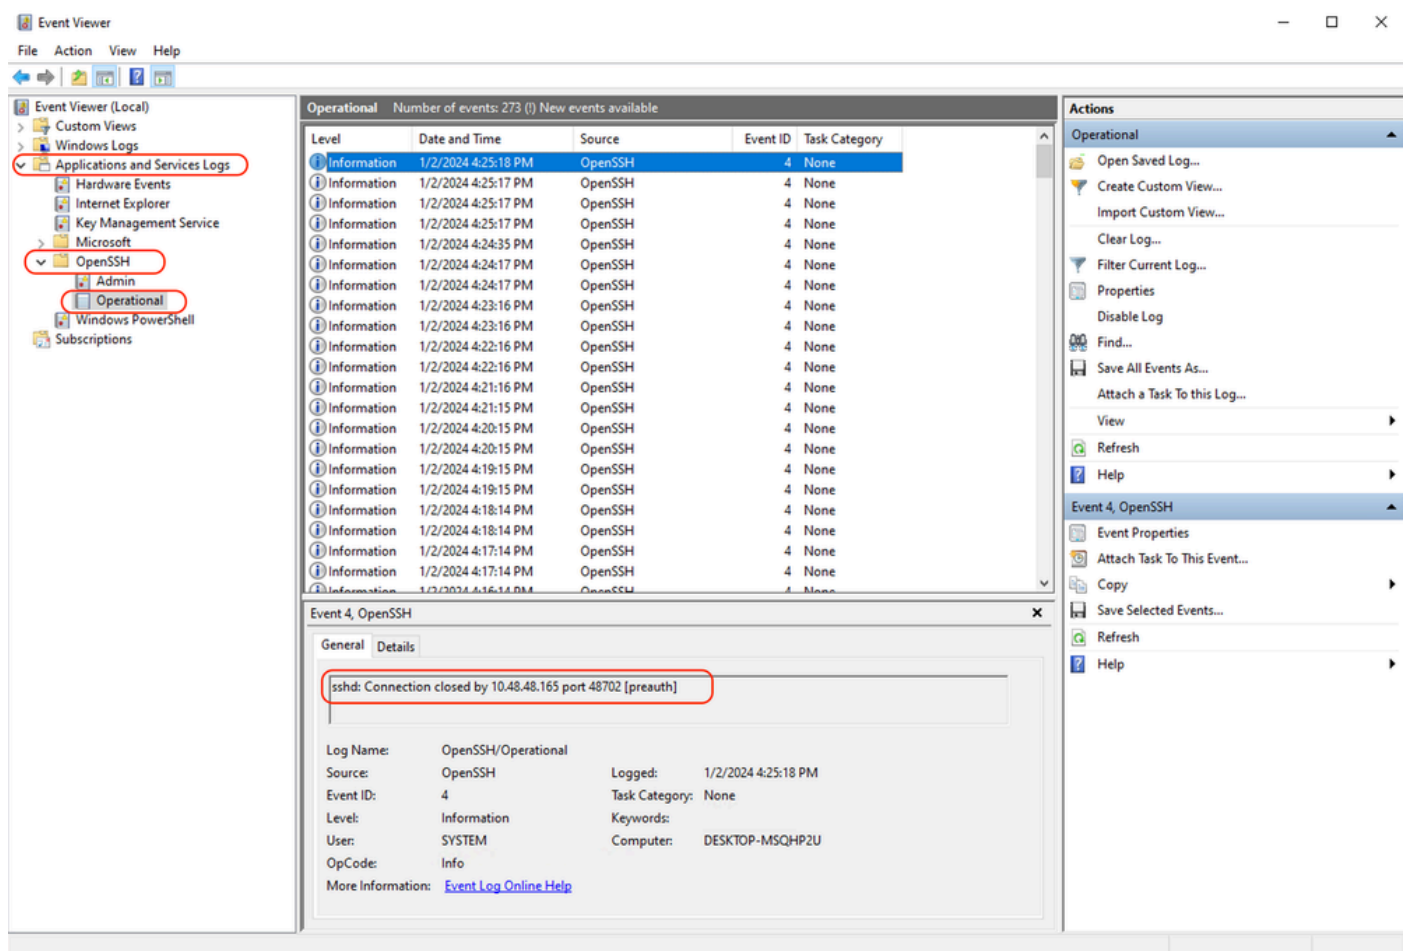 Event Viewer
File Action View Help
Event Viewer (Local)
Custom Views
Windows Logs
Applications and Services Logs
Hardware Events
Internet Explorer
Key Management Service
Microsoft
OpenSSH
Admin
Operational
Windows PowerShell
Subscriptions
Operational Number of events: 273 (!) New events available
Level Date and Time Source Event ID Task Category
Information 1/2/2024 4:25:18 PM OpenSSH 4 None
Information 1/2/2024 4:25:17 PM OpenSSH 4 None
Information 1/2/2024 4:25:17 PM OpenSSH 4 None
Information 1/2/2024 4:25:17 PM OpenSSH 4 None
Information 1/2/2024 4:24:35 PM OpenSSH 4 None
Information 1/2/2024 4:24:17 PM OpenSSH 4 None
Information 1/2/2024 4:24:17 PM OpenSSH 4 None
Information 1/2/2024 4:23:16 PM OpenSSH 4 None
Information 1/2/2024 4:23:16 PM OpenSSH 4 None
Information 1/2/2024 4:22:16 PM OpenSSH 4 None
Information 1/2/2024 4:22:16 PM OpenSSH 4 None
Information 1/2/2024 4:21:16 PM OpenSSH 4 None
Information 1/2/2024 4:21:15 PM OpenSSH 4 None
Information 1/2/2024 4:20:15 PM OpenSSH 4 None
Information 1/2/2024 4:20:15 PM OpenSSH 4 None
Information 1/2/2024 4:19:15 PM OpenSSH 4 None
Information 1/2/2024 4:19:15 PM OpenSSH 4 None
Information 1/2/2024 4:18:14 PM OpenSSH 4 None
Information 1/2/2024 4:18:14 PM OpenSSH 4 None
Information 1/2/2024 4:17:14 PM OpenSSH 4 None
Information 1/2/2024 4:17:14 PM OpenSSH 4 None
Information 1/2/2024 4:16:14 PM OpenSSH 4 None
Event 4, OpenSSH
General Details
sshd: Connection closed by 10.48.48.165 port 48702 [preauth]
Log Name: OpenSSH/Operational
Source: OpenSSH Logged: 1/2/2024 4:25:18 PM
Event ID: 4 Task Category: None
Level: Information Keywords:
User: SYSTEM Computer: DESKTOP-MSQHP2U
OpCode: Info
More Information: Event Log Online Help
Actions
Operational
Open Saved Log...
Create Custom View...
Import Custom View...
Clear Log...
Filter Current Log...
Properties
Disable Log
Find...
Save All Events As...
Attach a Task To this Log...
View
Refresh
Help
Event 4, OpenSSH
Event Properties
Attach Task To This Event...
Copy
Save Selected Events...
Refresh
Help